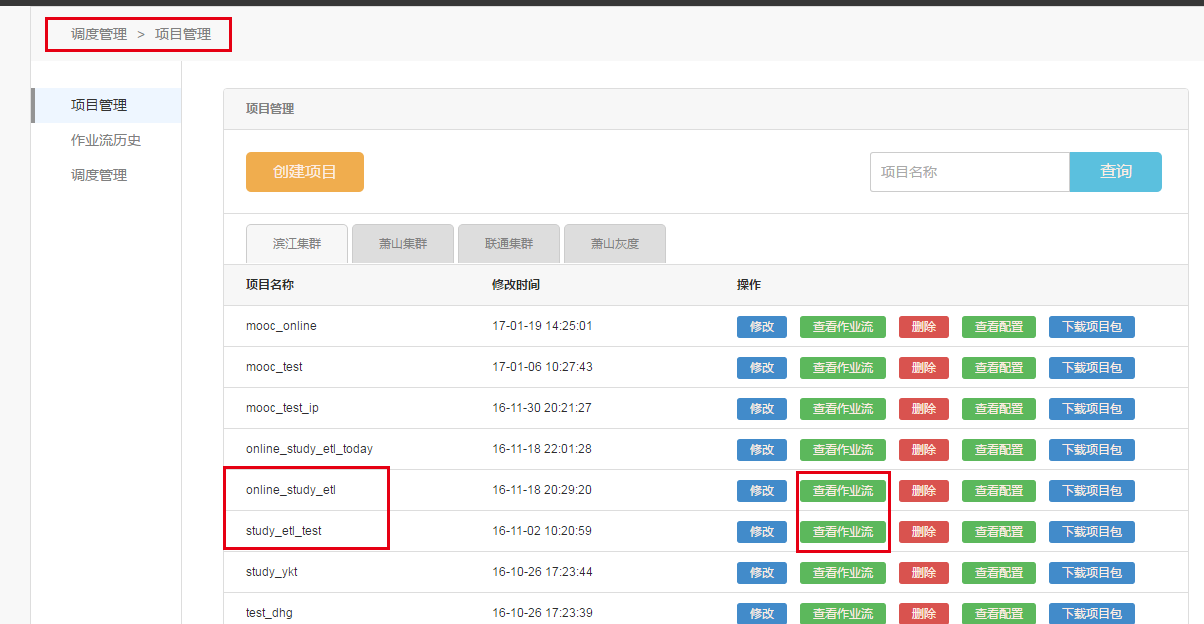 调度管理 > 项目管理
项目管理
作业流历史
调度管理
项目管理
创建项目 项目名称 查询
滨江集群 萧山集群 联通集群 萧山灰度
项目名称 修改时间 操作
mooc_online 17-01-19 14:25:01 修改 查看作业流 删除 查看配置 下载项目包
mooc_test 17-01-06 10:27:43 修改 查看作业流 删除 查看配置 下载项目包
mooc_test_ip 16-11-30 20:21:27 修改 查看作业流 删除 查看配置 下载项目包
online_study_etl_today 16-11-18 22:01:28 修改 查看作业流 删除 查看配置 下载项目包
online_study_etl 16-11-18 20:29:20 修改 查看作业流 删除 查看配置 下载项目包
study_etl_test 16-11-02 10:20:59 修改 查看作业流 删除 查看配置 下载项目包
study_ykt 16-10-26 17:23:44 修改 查看作业流 删除 查看配置 下载项目包
test_dhg 16-10-26 17:23:39 修改 查看作业流 删除 查看配置 下载项目包